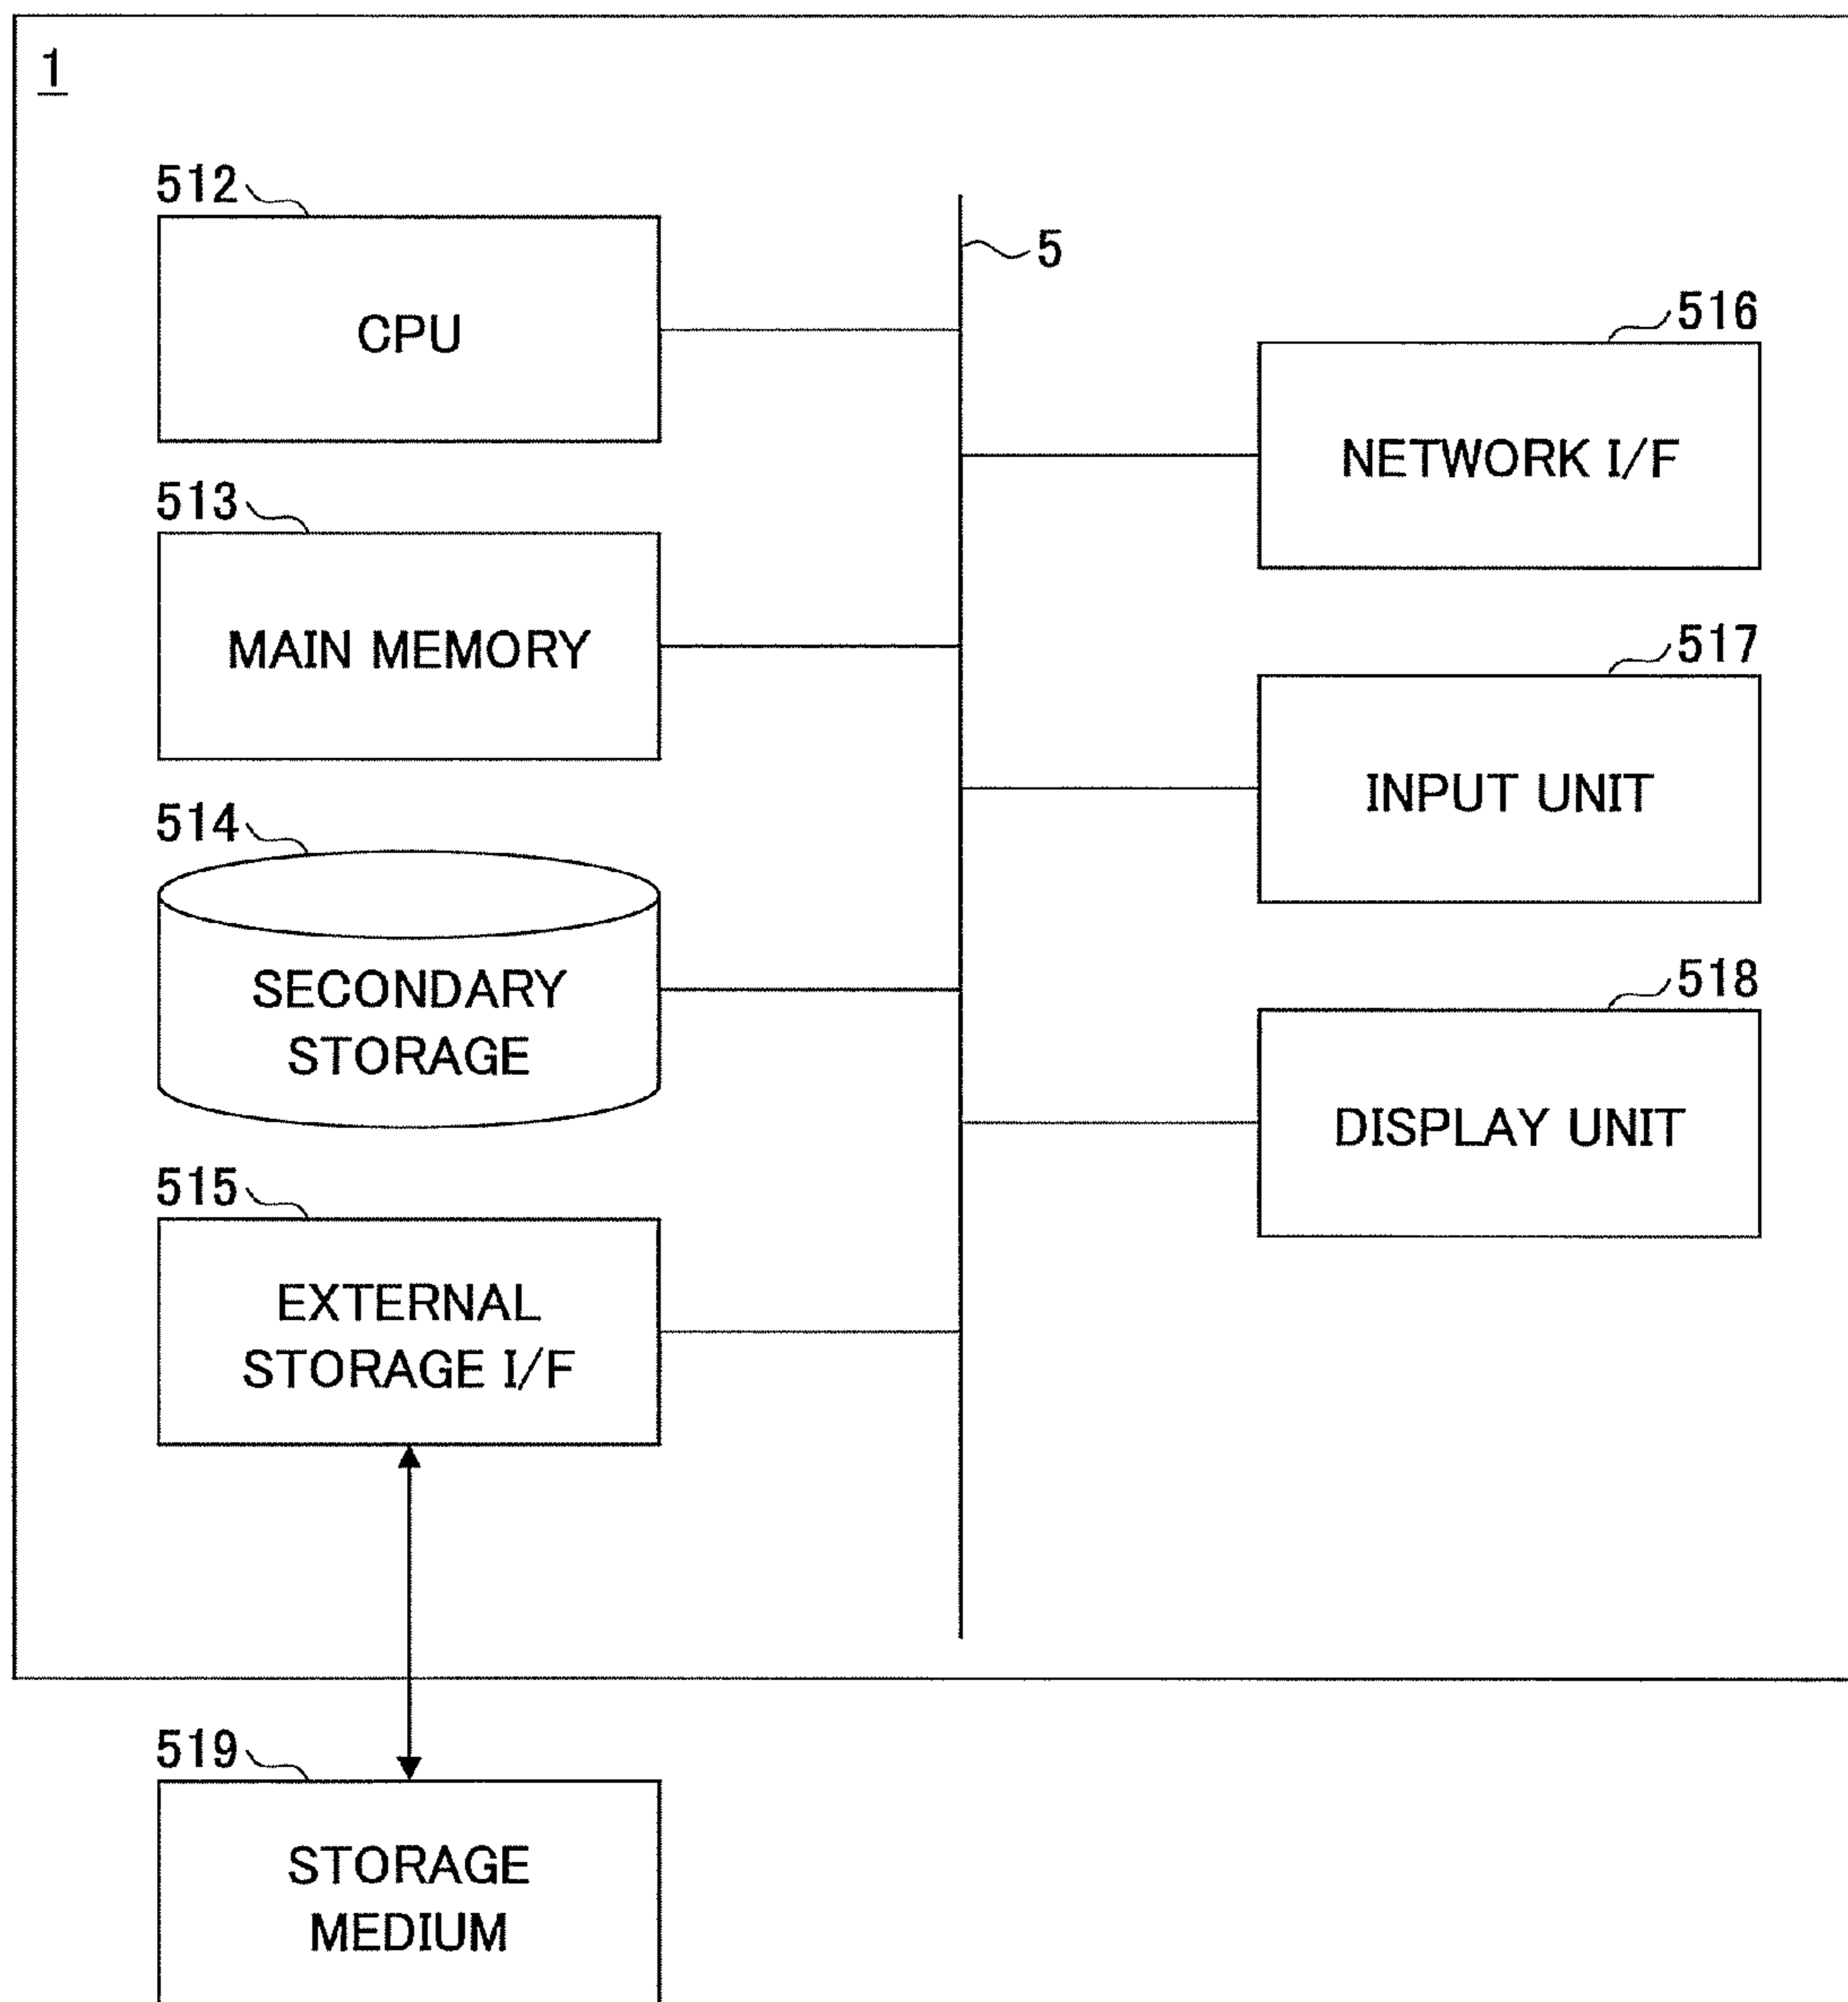 1
512
CPU
5
516
NETWORK I/F
513
MAIN MEMORY
517
INPUT UNIT
514
SECONDARY
STORAGE
518
DISPLAY UNIT
515
EXTERNAL
STORAGE I/F
519
STORAGE
MEDIUM